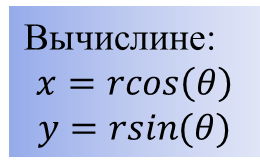 Вычислине:
x = rcos(θ)
y = rsin(θ)